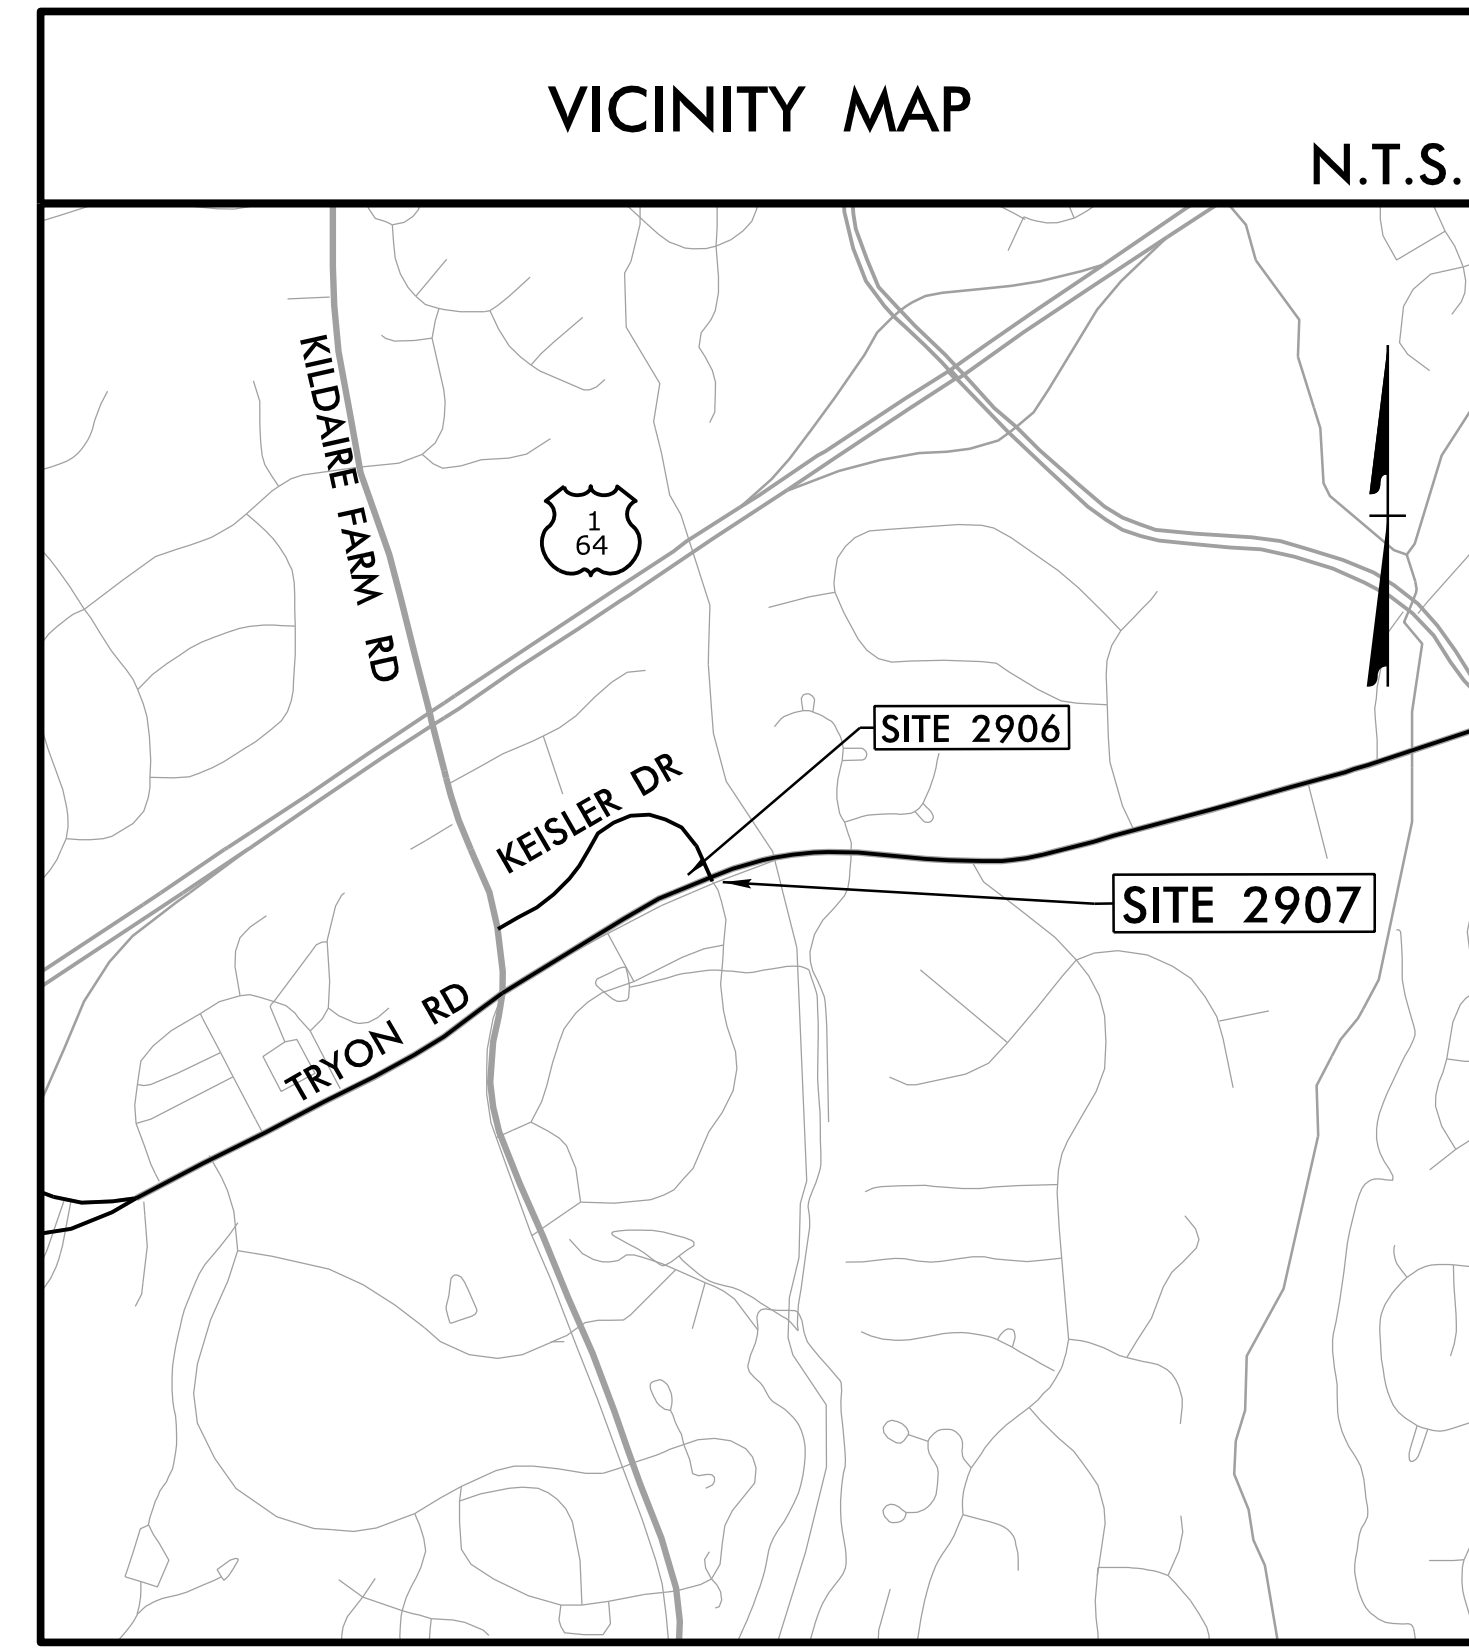 VICINITY MAP
N.T.S.
KILDAIRE FARM RD
1
64
SITE 2906
KEISLER DR
SITE 2907
TRYON RD